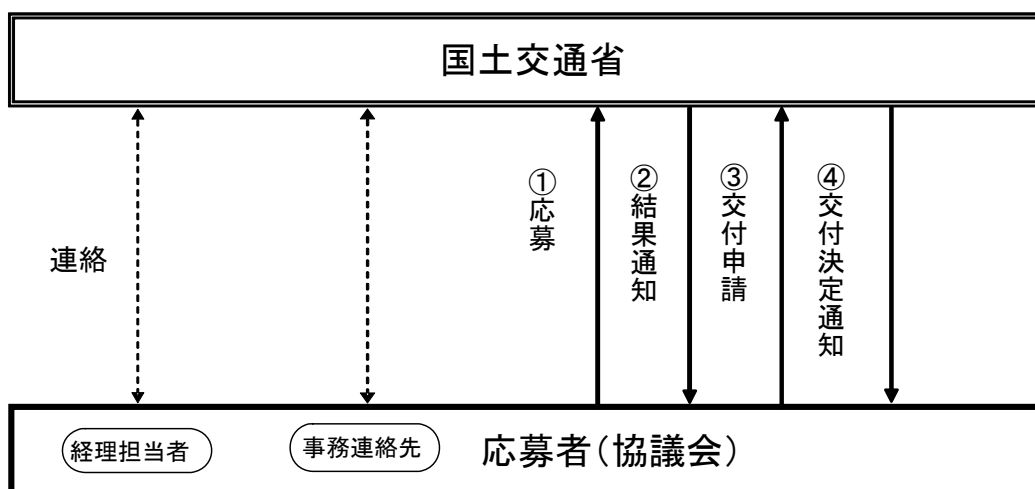 国土交通省
連絡
①応募
②結果通知
③交付申請
④交付決定通知
経理担当者
事務連絡先
応募者(協議会)